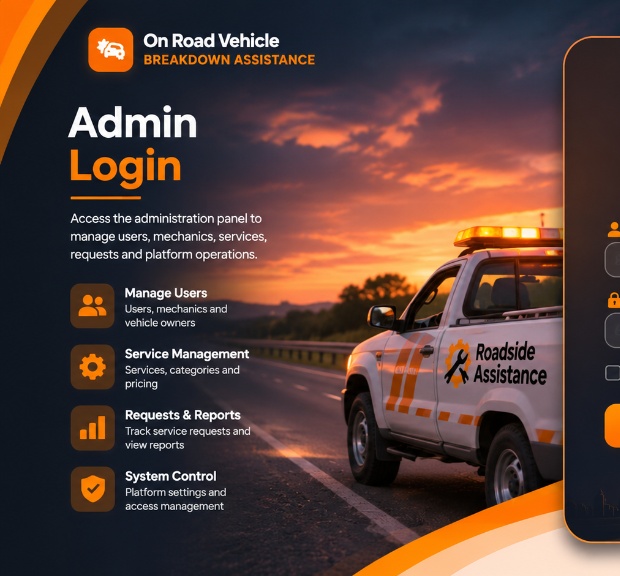 On Road Vehicle
BREAKDOWN ASSISTANCE
Admin
Login
Access the administration panel to
manage users, mechanics, services,
requests and platform operations.
Manage Users
Users, mechanics and
vehicle owners
Service Management
Services, categories and
pricing
Requests & Reports
Track service requests and
view reports
System Control
Platform settings and
access management
Roadside
Assistance